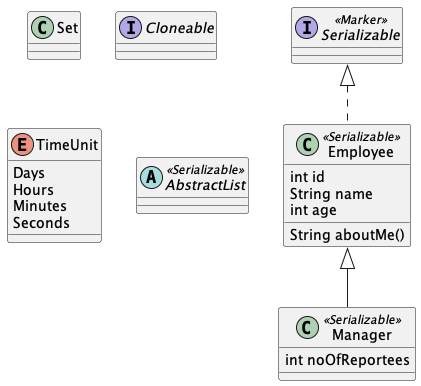 C Set
I Cloneable
I «Marker»
Serializable
E TimeUnit
Days
Hours
Minutes
Seconds
A «Serializable»
AbstractList
C «Serializable»
Employee
int id
String name
int age
String aboutMe()
C «Serializable»
Manager
int noOfReportees